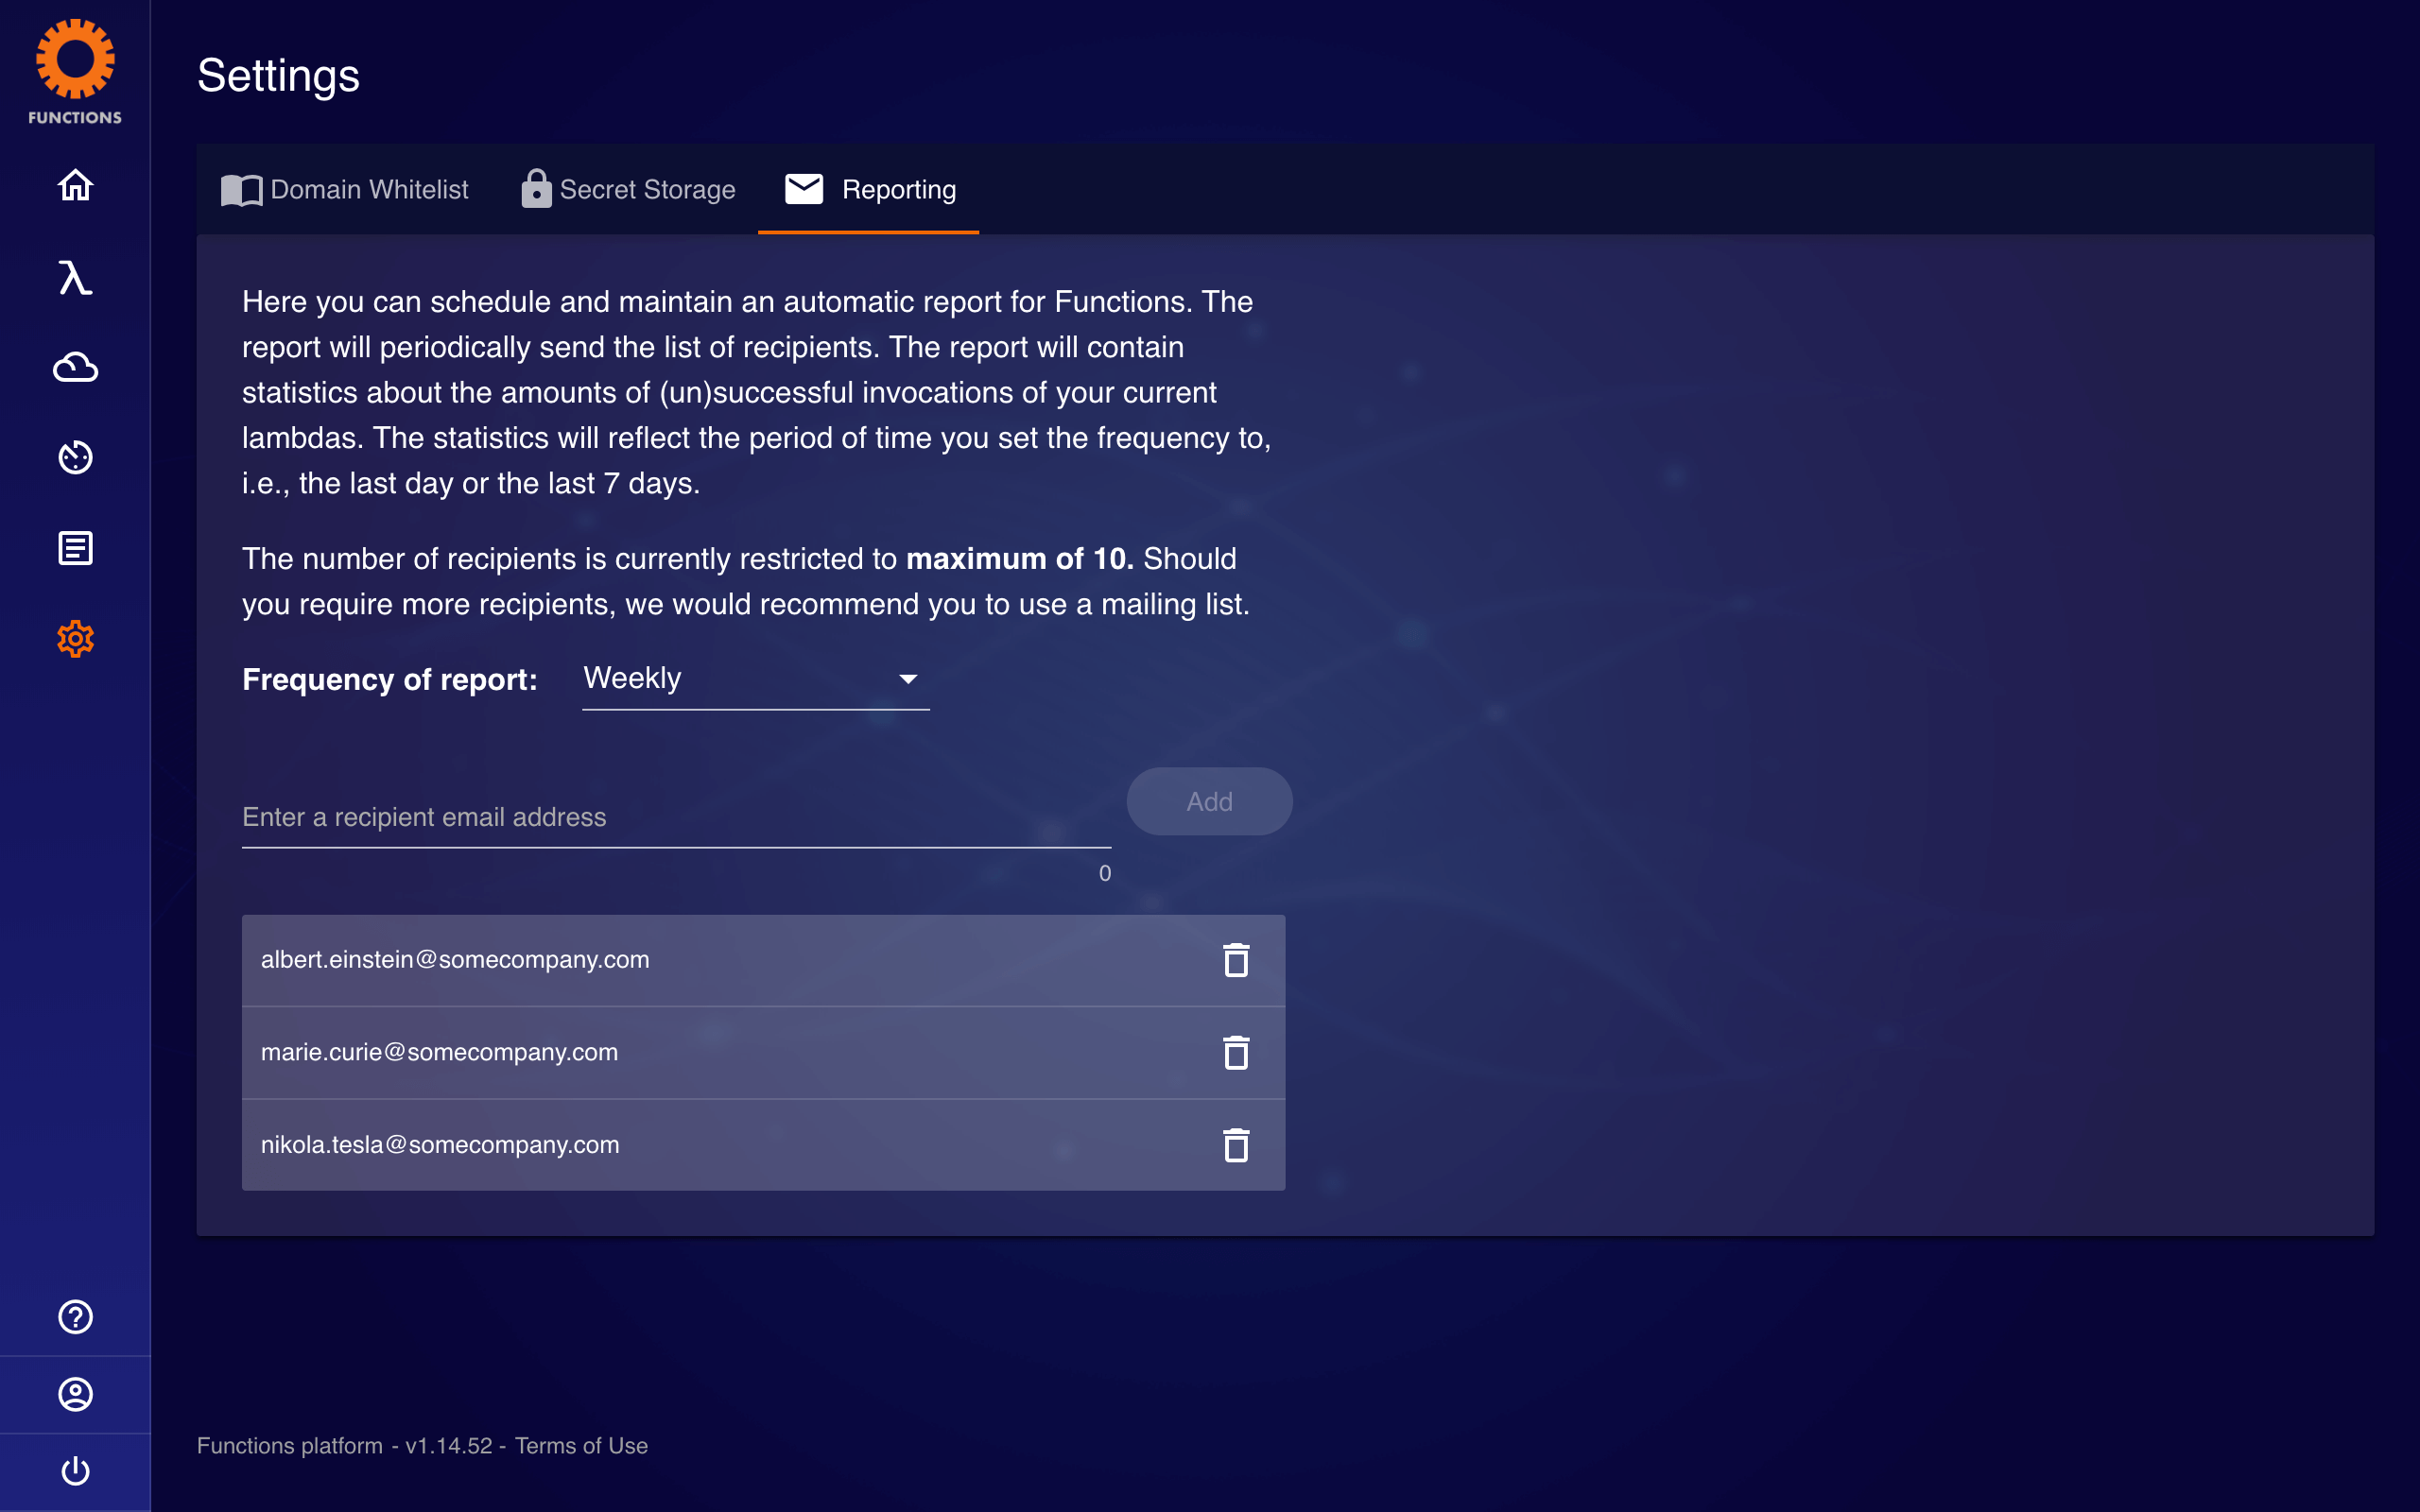 FUNCTIONS
Settings
Domain Whitelist
Secret Storage
Reporting
Here you can schedule and maintain an automatic report for Functions. The
report will periodically send the list of recipients. The report will contain
statistics about the amounts of (un)successful invocations of your current
lambdas. The statistics will reflect the period of time you set the frequency to,
i.e., the last day or the last 7 days.
The number of recipients is currently restricted to maximum of 10. Should
you require more recipients, we would recommend you to use a mailing list.
Frequency of report: Weekly
Enter a recipient email address
Add
0
albert.einstein@somecompany.com
marie.curie@somecompany.com
nikola.tesla@somecompany.com
Functions platform - v1.14.52 - Terms of Use